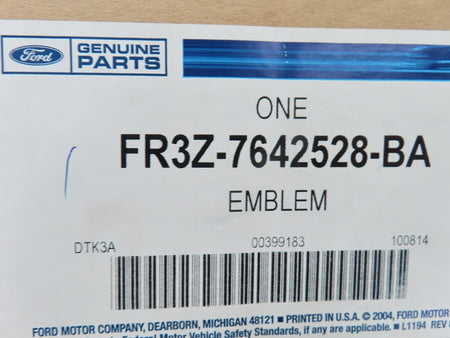 Ford
GENUINE
PARTS
ONE
FR3Z-7642528-BA
EMBLEM
DTK3A 00399183 100814
FORD MOTOR COMPANY, DEARBORN, MICHIGAN 48121 ■ PRINTED IN U.S.A. © 2004, FORD MOTOR
Federal Motor Vehicle Safety Standards, if any are applicable. ■ L1194 REV